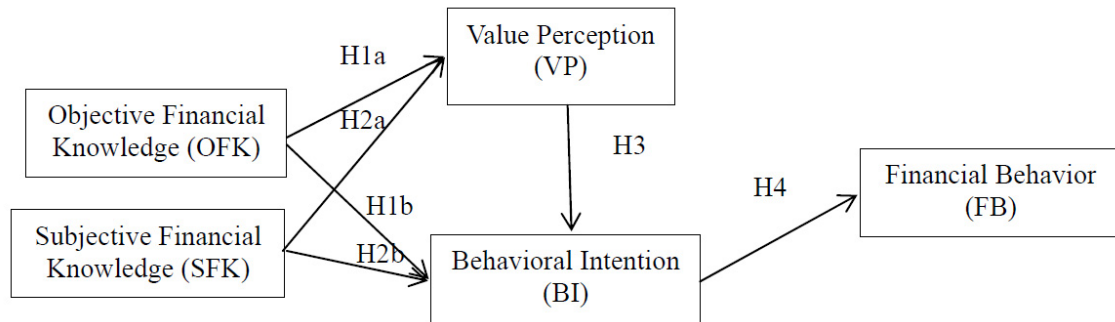 Value Perception
(VP)
H1a
Objective Financial
Knowledge (OFK)
H2a
H3
Financial Behavior
(FB)
H4
H1b
Subjective Financial
Knowledge (SFK)
H2b
Behavioral Intention
(BI)